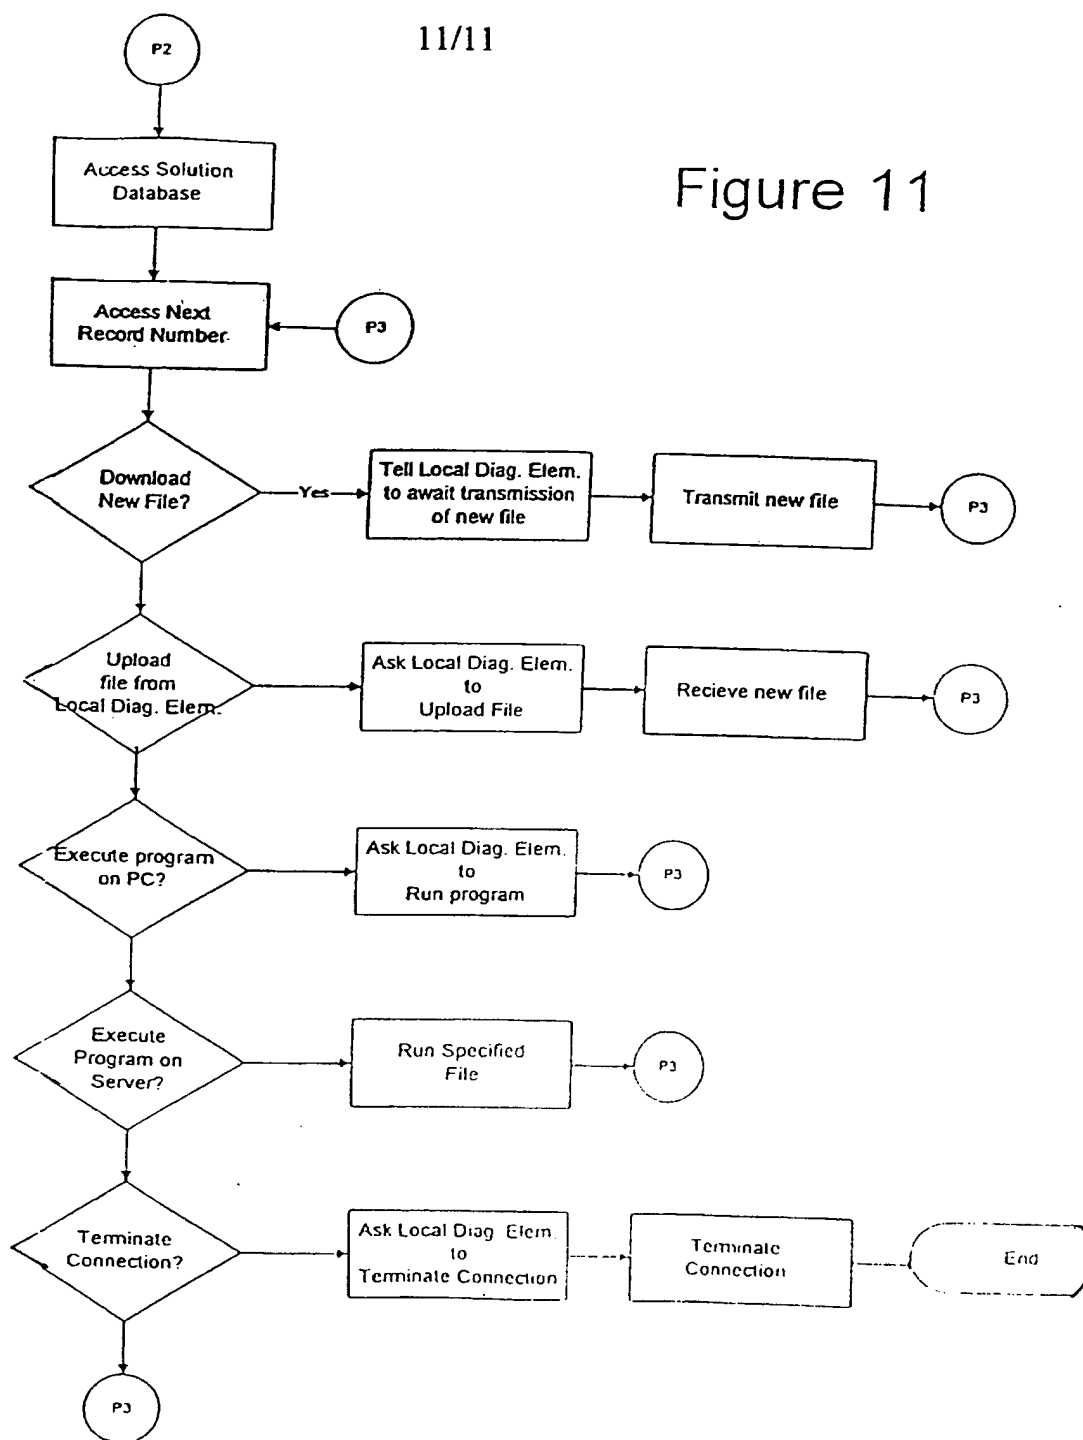 11/11
P2
Access Solution
Database
Figure 11
Access Next
Record Number
P3
Download
New File?
Yes
Tell Local Diag. Elem.
to await transmission
of new file
Transmit new file
P3
Upload
file from
Local Diag. Elem.
Ask Local Diag. Elem.
to
Upload File
Recieve new file
P3
Execute program
on PC?
Ask Local Diag. Elem.
to
Run program
P3
Execute
Program on
Server?
Run Specified
File
P3
Terminate
Connection?
Ask Local Diag. Elem.
to
Terminate Connection
Terminate
Connection
End
P3